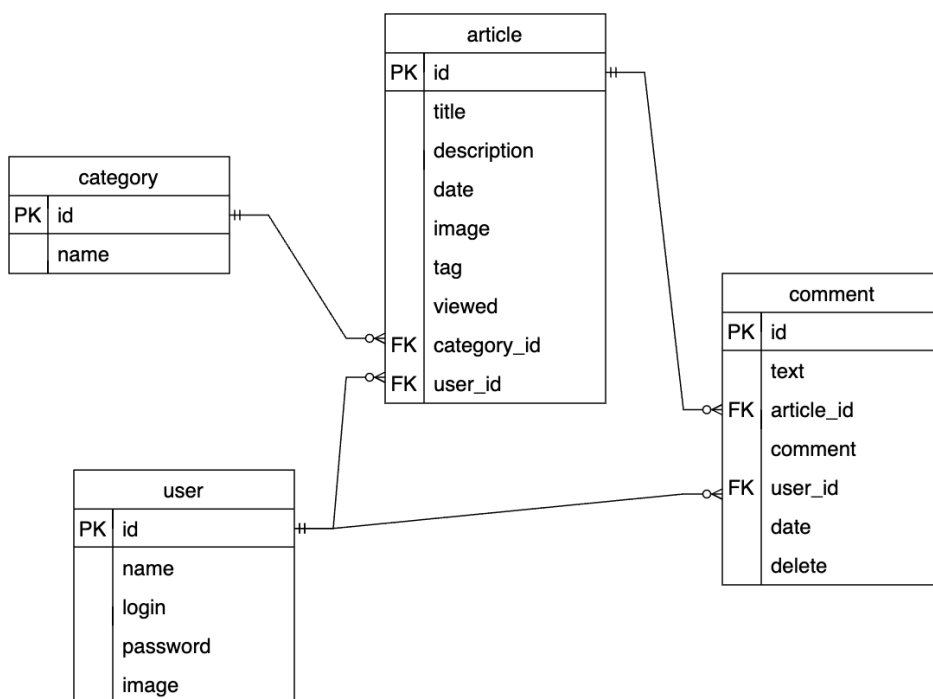 article
PK id
title
description
date
image
tag
viewed
FK category_id
FK user_id
category
PK id
name
comment
PK id
text
FK article_id
comment
FK user_id
date
delete
user
PK id
name
login
password
image